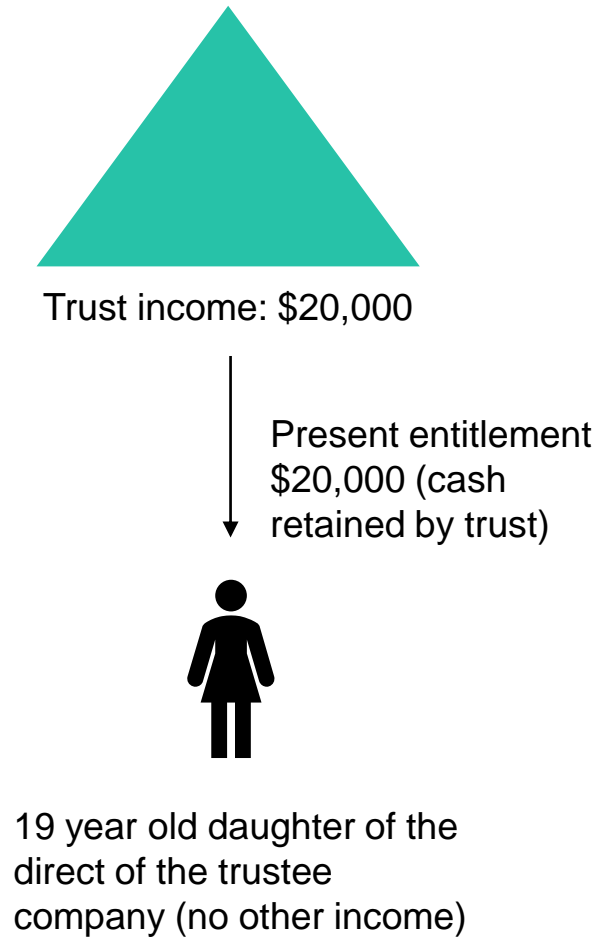 Trust income: $20,000
Present entitlement
$20,000 (cash
retained by trust)
19 year old daughter of the
direct of the trustee
company (no other income)